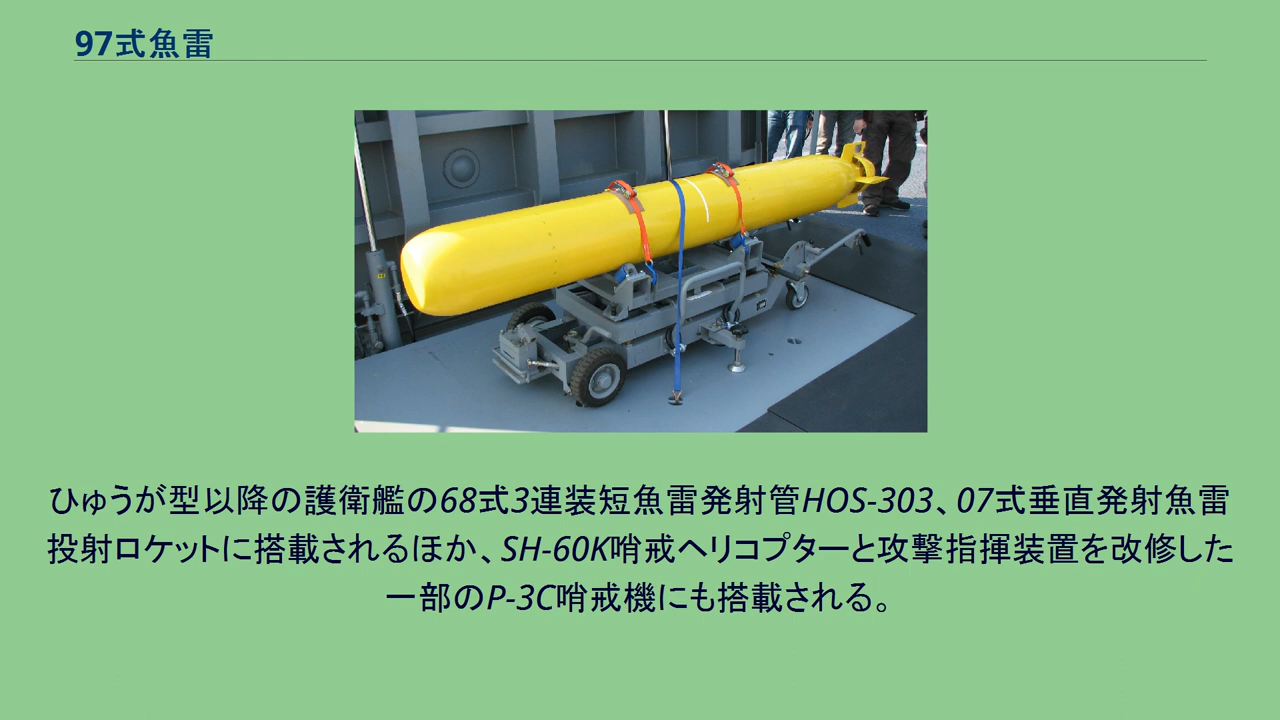 97式魚雷
ひゅうが型以降の護衛艦の68式3連装短魚雷発射管HOS-303、07式垂直発射魚雷
投射ロケットに搭載されるほか、SH-60K哨戒ヘリコプターと攻撃指揮装置を改修した
一部のP-3C哨戒機にも搭載される。